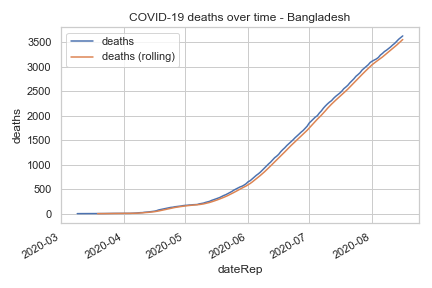 COVID-19 deaths over time - Bangladesh
deaths
deaths (rolling)
3500
3000
2500
2000
1500
1000
500
0
deaths
2020-03
2020-04
2020-05
2020-06
2020-07
2020-08
dateRep